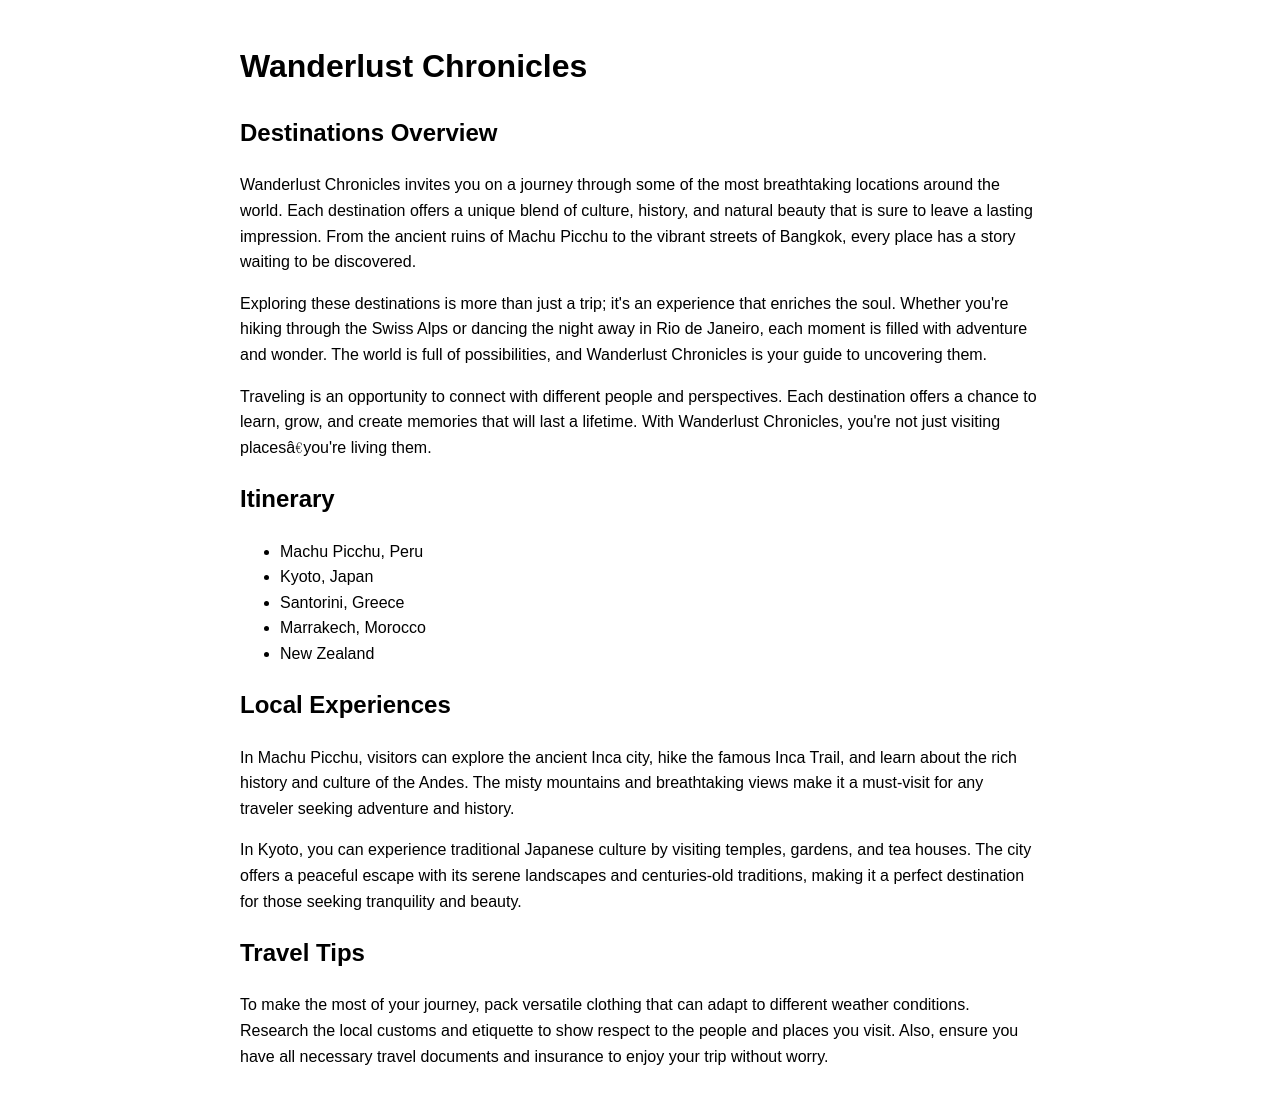 Wanderlust Chronicles
Destinations Overview
Wanderlust Chronicles invites you on a journey through some of the most breathtaking locations around the
world. Each destination offers a unique blend of culture, history, and natural beauty that is sure to leave a lasting
impression. From the ancient ruins of Machu Picchu to the vibrant streets of Bangkok, every place has a story
waiting to be discovered.
Exploring these destinations is more than just a trip; it's an experience that enriches the soul. Whether you're
hiking through the Swiss Alps or dancing the night away in Rio de Janeiro, each moment is filled with adventure
and wonder. The world is full of possibilities, and Wanderlust Chronicles is your guide to uncovering them.
Traveling is an opportunity to connect with different people and perspectives. Each destination offers a chance to
learn, grow, and create memories that will last a lifetime. With Wanderlust Chronicles, you're not just visiting
placesâ€you're living them.
Itinerary
• Machu Picchu, Peru
• Kyoto, Japan
• Santorini, Greece
• Marrakech, Morocco
• New Zealand
Local Experiences
In Machu Picchu, visitors can explore the ancient Inca city, hike the famous Inca Trail, and learn about the rich
history and culture of the Andes. The misty mountains and breathtaking views make it a must-visit for any
traveler seeking adventure and history.
In Kyoto, you can experience traditional Japanese culture by visiting temples, gardens, and tea houses. The city
offers a peaceful escape with its serene landscapes and centuries-old traditions, making it a perfect destination
for those seeking tranquility and beauty.
Travel Tips
To make the most of your journey, pack versatile clothing that can adapt to different weather conditions.
Research the local customs and etiquette to show respect to the people and places you visit. Also, ensure you
have all necessary travel documents and insurance to enjoy your trip without worry.